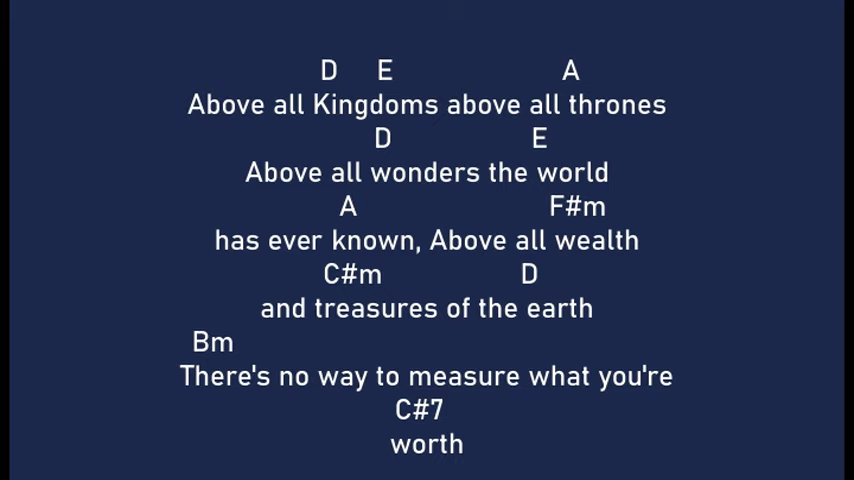 D E A
Above all Kingdoms above all thrones
D E
Above all wonders the world
A F#m
has ever known, Above all wealth
C#m D
and treasures of the earth
Bm
There's no way to measure what you're
C#7
worth